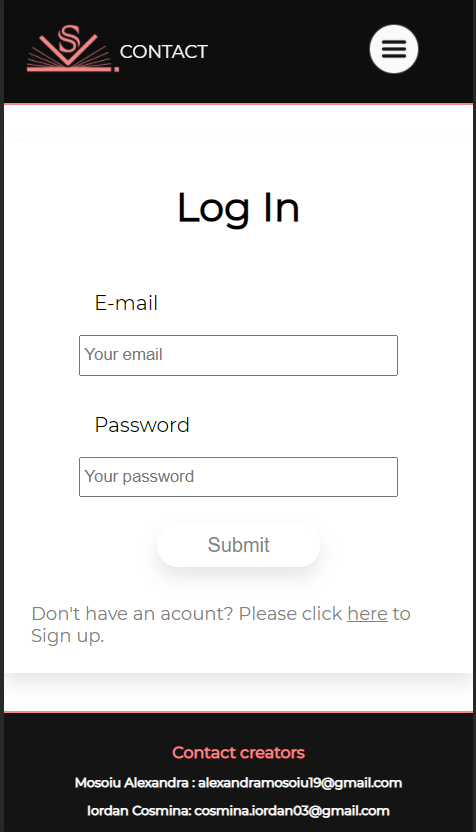 CONTACT
Log In
E-mail
Your email
Password
Your password
Submit
Don't have an acount? Please click here to
Sign up.
Contact creators
Mosoiu Alexandra : alexandramosoiu19@gmail.com
Iordan Cosmina: cosmina.iordan03@gmail.com